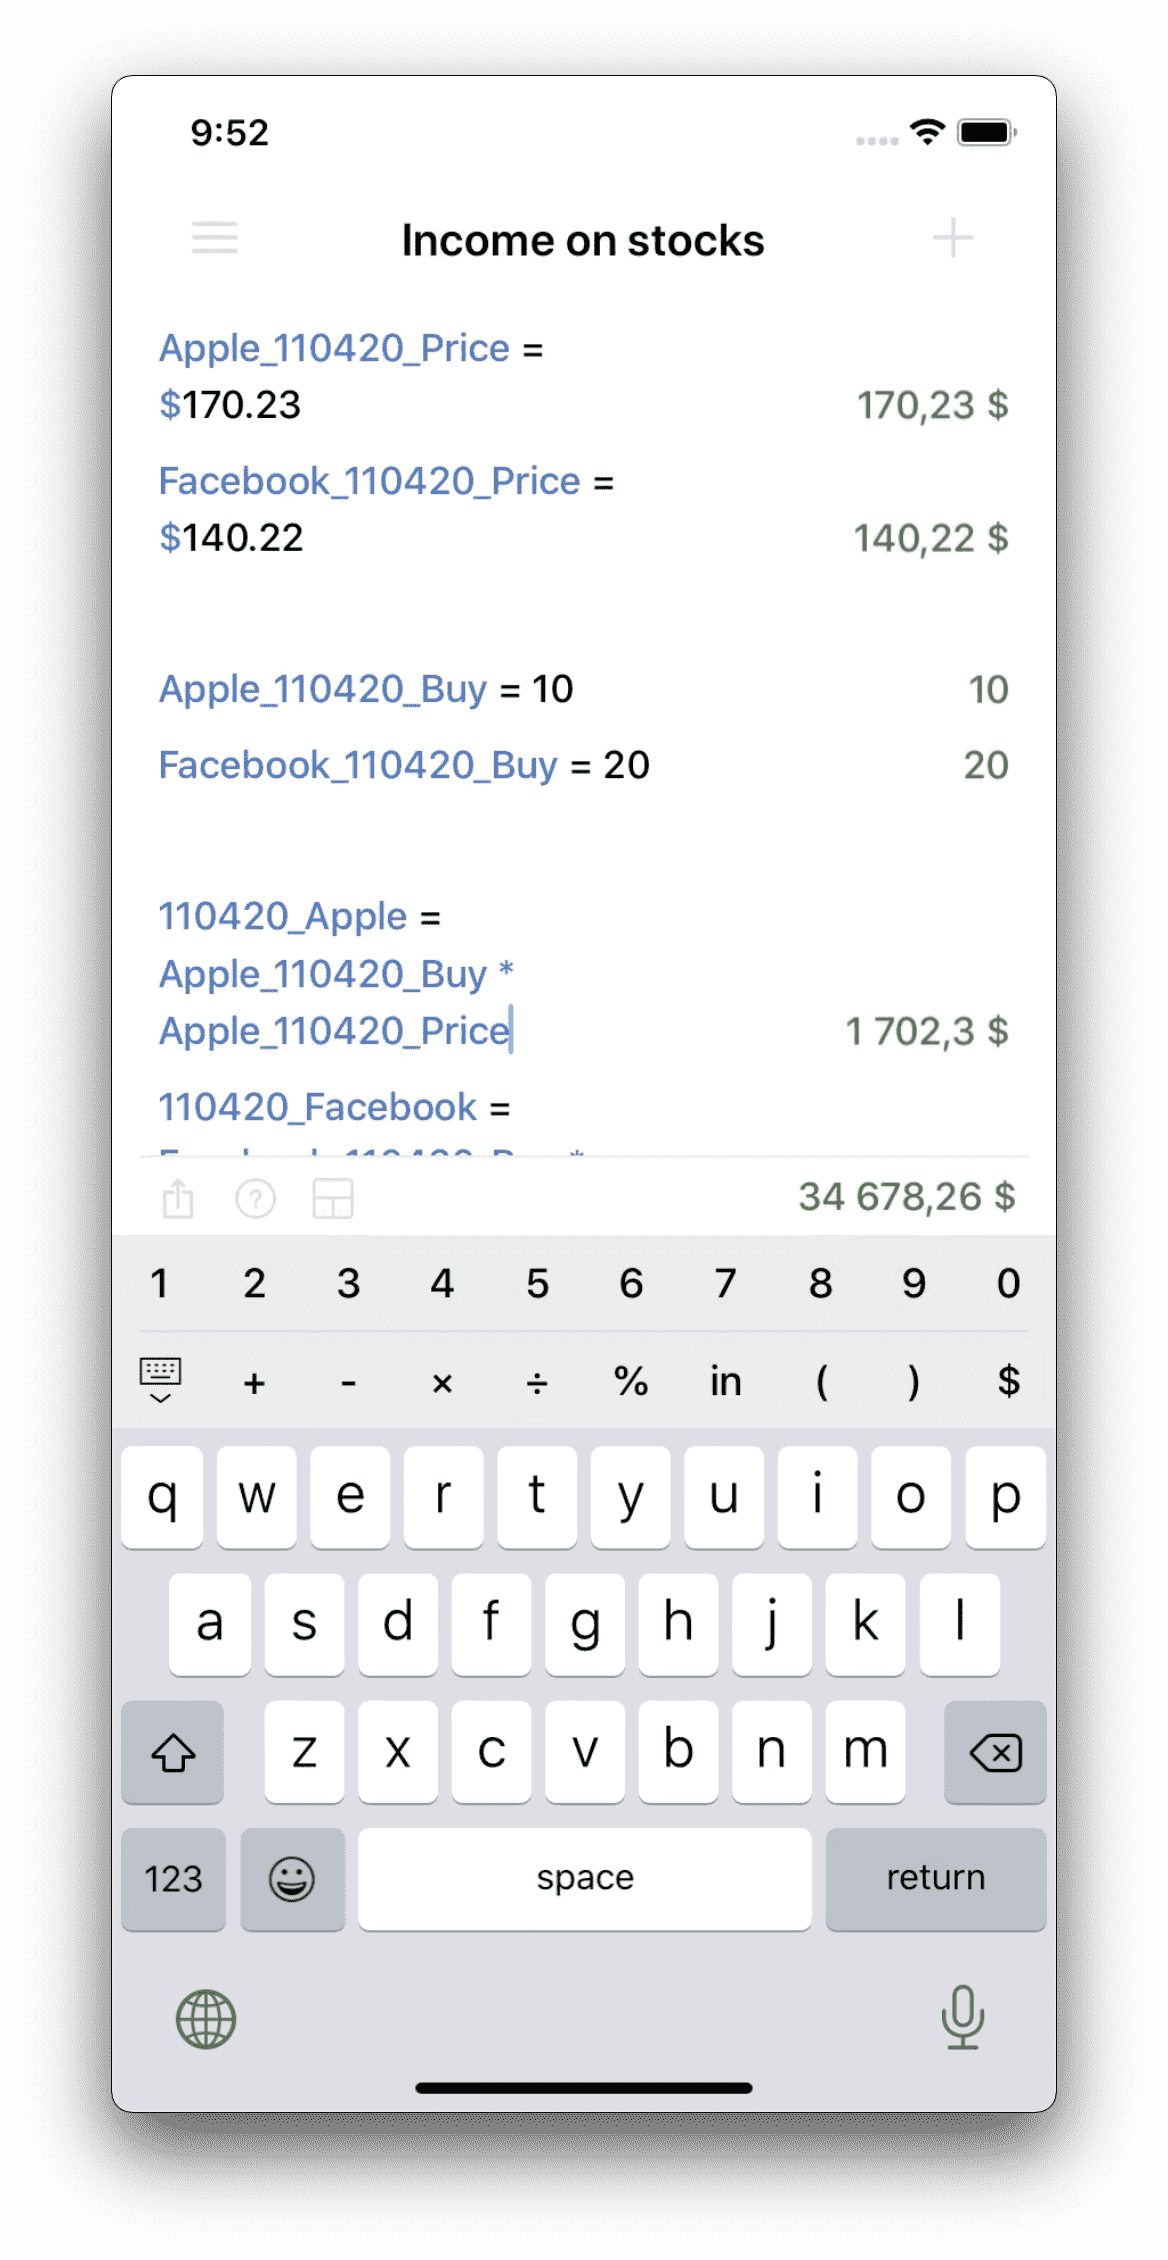 9:52
Income on stocks
Apple_110420_Price =
$170.23 170,23 $
Facebook_110420_Price =
$140.22 140,22 $
Apple_110420_Buy = 10 10
Facebook_110420_Buy = 20 20
110420_Apple =
Apple_110420_Buy *
Apple_110420_Price 1 702,3 $
110420_Facebook =
? 34 678,26 $
1 2 3 4 5 6 7 8 9 0
+ - × ÷ % in ( ) $
q w e r t y u i o p
a s d f g h j k l
z x c v b n m
123 space return